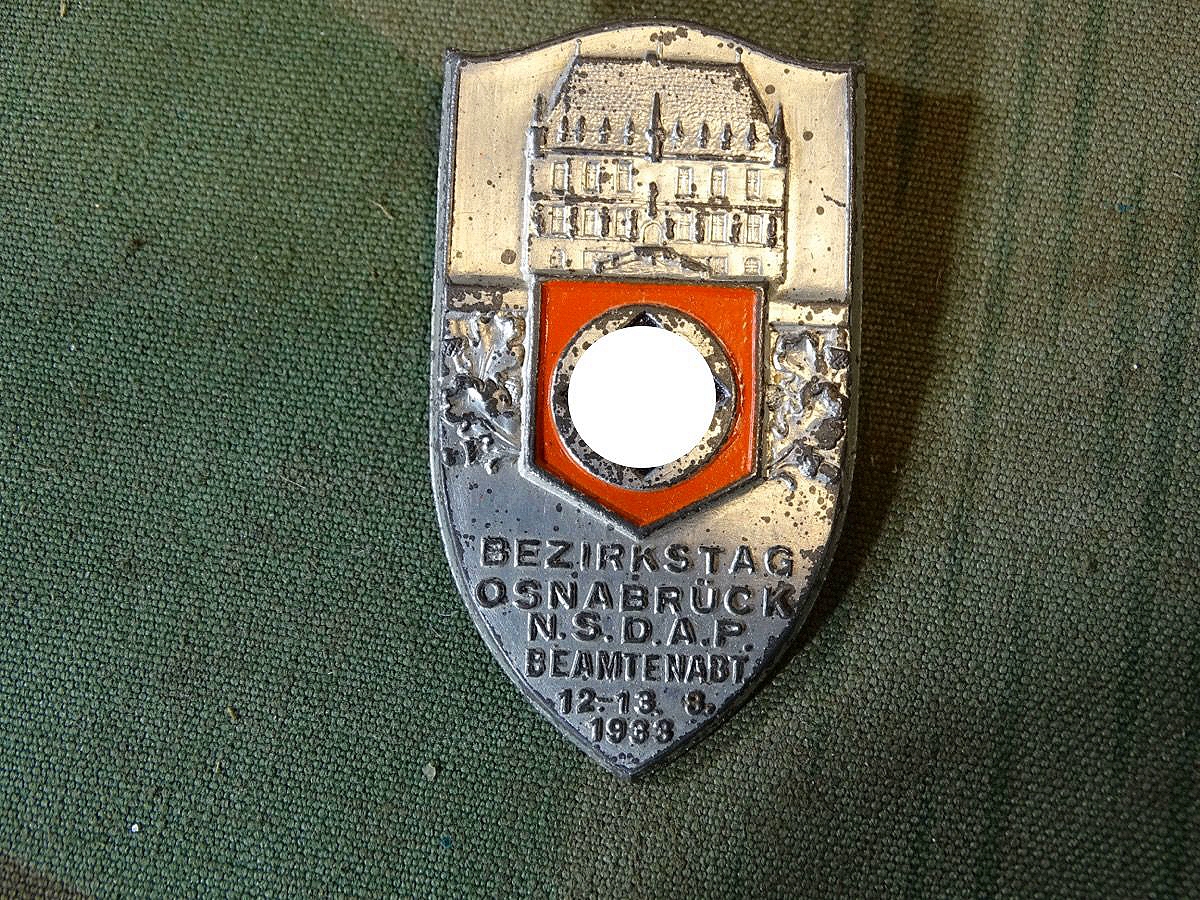 BEZIRKSTAG
OSNABRÜCK
N.S.D.A.P.
BEAMTENABT.
12-13. 8.
1933